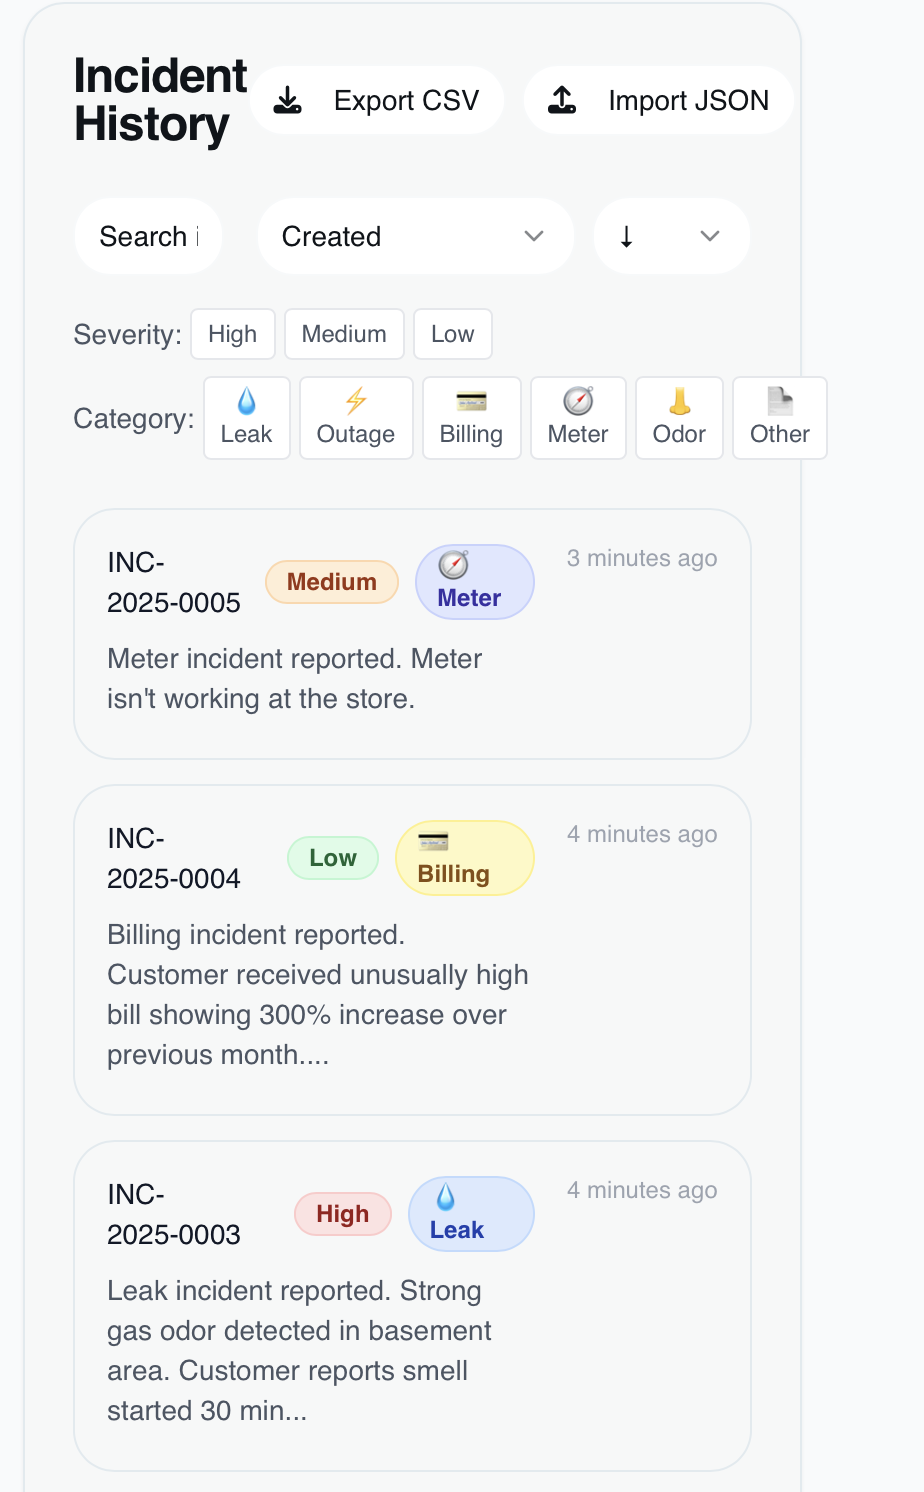 Incident
History
Export CSV
Import JSON
Search
Created
↓
Severity: High Medium Low
Category: Leak Outage Billing Meter Odor Other
INC-
2025-0005
Medium
Meter
3 minutes ago
Meter incident reported. Meter
isn't working at the store.
INC-
2025-0004
Low
Billing
4 minutes ago
Billing incident reported.
Customer received unusually high
bill showing 300% increase over
previous month....
INC-
2025-0003
High
Leak
4 minutes ago
Leak incident reported. Strong
gas odor detected in basement
area. Customer reports smell
started 30 min...